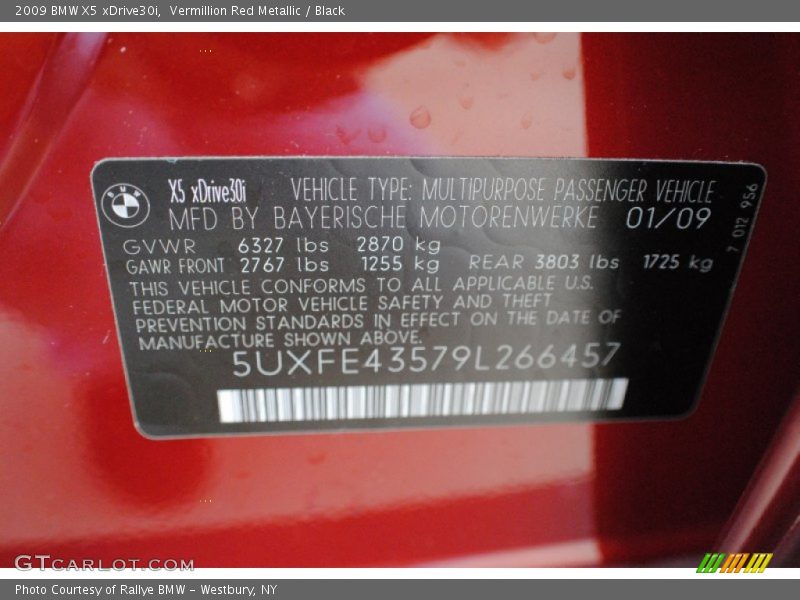 2009 BMW X5 xDrive30i, Vermillion Red Metallic / Black
BMW
X5 xDrive30i VEHICLE TYPE: MULTIPURPOSE PASSENGER VEHICLE
MFD BY BAYERISCHE MOTORENWERKE 01/09
GVWR 6327 lbs 2870 kg
GAWR FRONT 2767 lbs 1255 kg REAR 3803 lbs 1725 kg
THIS VEHICLE CONFORMS TO ALL APPLICABLE U.S.
FEDERAL MOTOR VEHICLE SAFETY AND THEFT
PREVENTION STANDARDS IN EFFECT ON THE DATE OF
MANUFACTURE SHOWN ABOVE.
5UXFE43579L266457
7 012 956
GTCARLOT.COM
Photo Courtesy of Rallye BMW - Westbury, NY